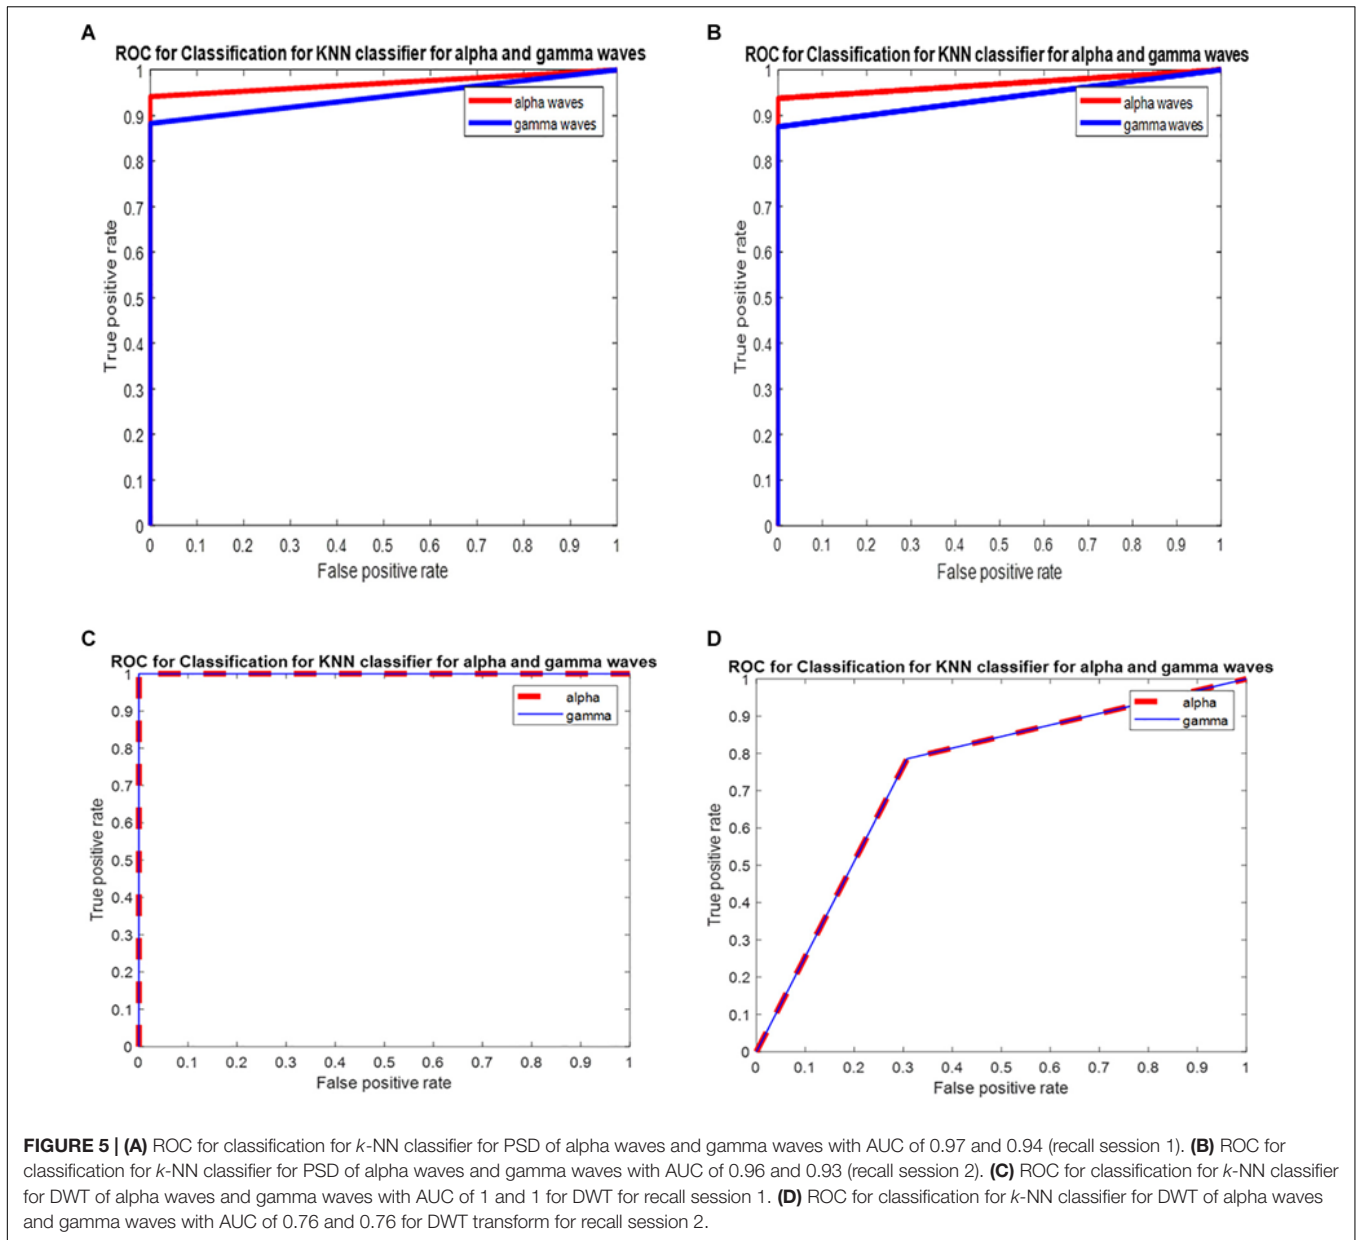 A
ROC for Classification for KNN classifier for alpha and gamma waves
1
0.9
0.8
0.7
0.6
0.5
0.4
0.3
0.2
0.1
0
True positive rate
alpha waves
gamma waves
0 0.1 0.2 0.3 0.4 0.5 0.6 0.7 0.8 0.9 1
False positive rate
B
ROC for Classification for KNN classifier for alpha and gamma waves
1
0.9
0.8
0.7
0.6
0.5
0.4
0.3
0.2
0.1
0
True positive rate
alpha waves
gamma waves
0 0.1 0.2 0.3 0.4 0.5 0.6 0.7 0.8 0.9 1
False positive rate
C
ROC for Classification for KNN classifier for alpha and gamma waves
1
0.9
0.8
0.7
0.6
0.5
0.4
0.3
0.2
0.1
0
True positive rate
alpha
gamma
0 0.1 0.2 0.3 0.4 0.5 0.6 0.7 0.8 0.9 1
False positive rate
D
ROC for Classification for KNN classifier for alpha and gamma waves
1
0.9
0.8
0.7
0.6
0.5
0.4
0.3
0.2
0.1
0
True positive rate
alpha
gamma
0 0.1 0.2 0.3 0.4 0.5 0.6 0.7 0.8 0.9 1
False positive rate
FIGURE 5 | (A) ROC for classification for k-NN classifier for PSD of alpha waves and gamma waves with AUC of 0.97 and 0.94 (recall session 1). (B) ROC for
classification for k-NN classifier for PSD of alpha waves and gamma waves with AUC of 0.96 and 0.93 (recall session 2). (C) ROC for classification for k-NN classifier
for DWT of alpha waves and gamma waves with AUC of 1 and 1 for DWT for recall session 1. (D) ROC for classification for k-NN classifier for DWT of alpha waves
and gamma waves with AUC of 0.76 and 0.76 for DWT transform for recall session 2.